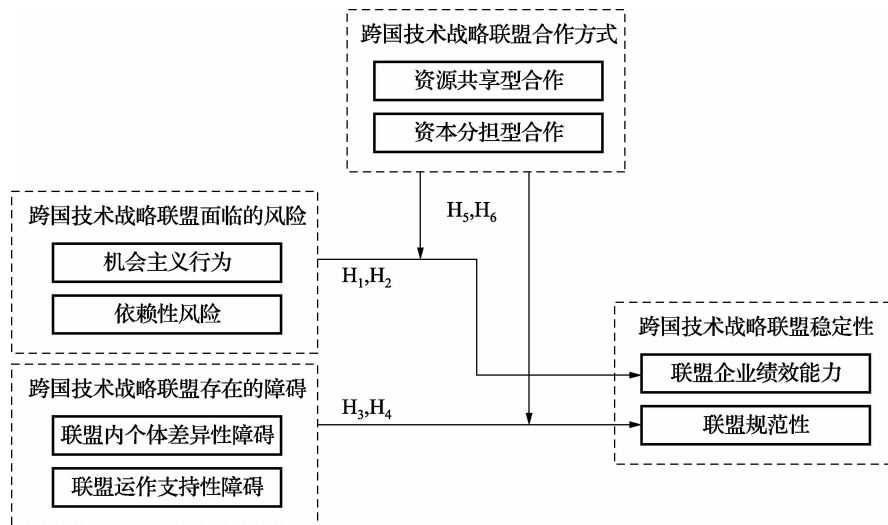 跨国技术战略联盟合作方式
资源共享型合作
资本分担型合作
H5,H6
跨国技术战略联盟面临的风险
机会主义行为
依赖性风险
H1,H2
跨国技术战略联盟存在的障碍
联盟内个体差异性障碍
联盟运作支持性障碍
H3,H4
跨国技术战略联盟稳定性
联盟企业绩效能力
联盟规范性